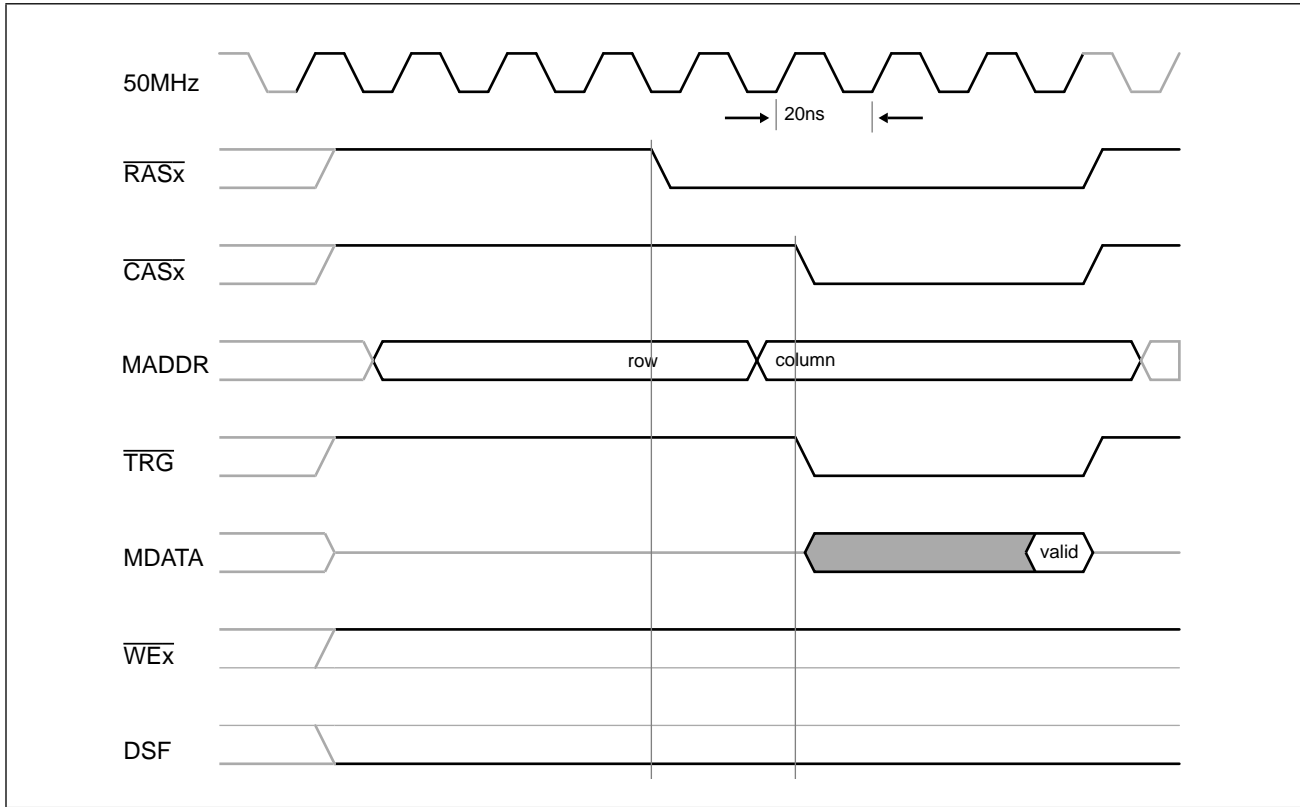 50MHz
20ns
RASx
CASx
MADDR
row
column
TRG
MDATA
valid
WEx
DSF